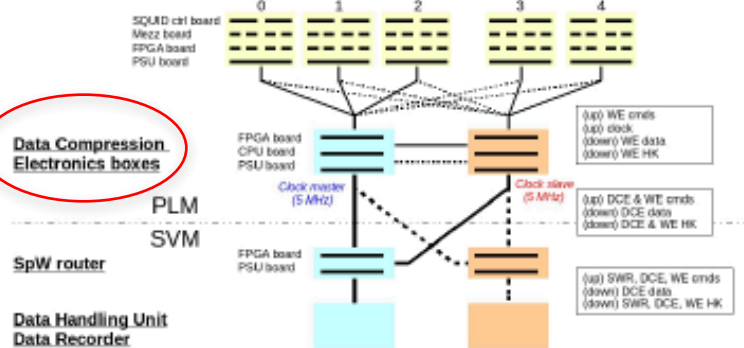 0 1 2 3 4
SQUID ctrl board
Mezz board
FPGA board
PSU board
(up) WE cmds
(up) clock
(down) WE data
(down) WE HK
Data Compression
Electronics boxes
FPGA board
CPU board
PSU board
Clock master
(5 MHz)
Clock slave
(5 MHz)
(up) DCE & WE cmds
(down) DCE data
(down) DCE & WE HK
PLM
SVM
SpW router
FPGA board
PSU board
(up) SWR, DCE, WE cmds
(down) DCE data
(down) SWR, DCE, WE HK
Data Handling Unit
Data Recorder